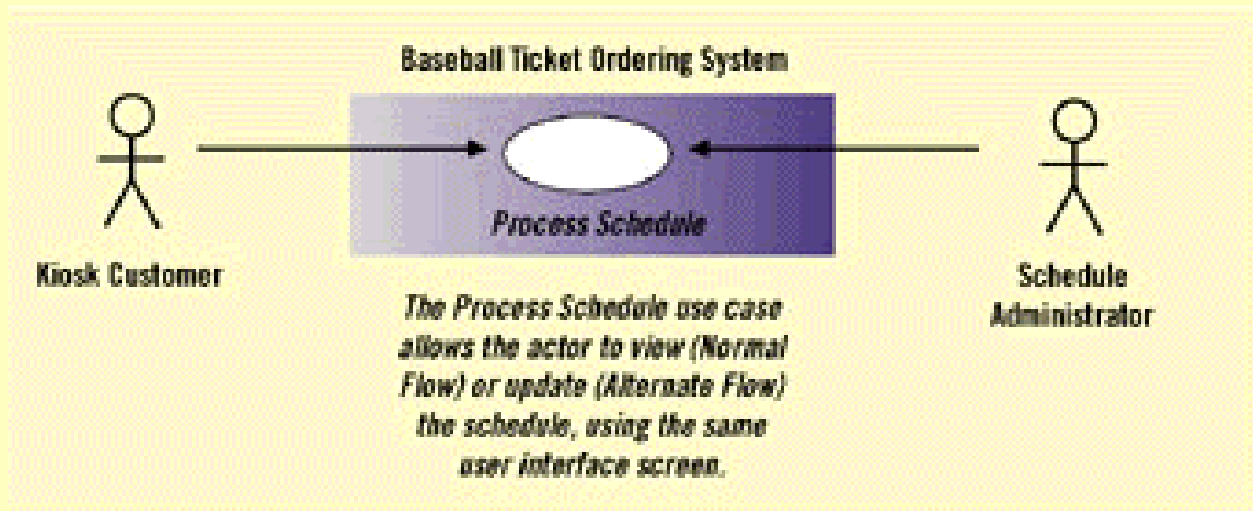 Baseball Ticket Ordering System
Process Schedule
Kiosk Customer
Schedule
Administrator
The Process Schedule use case
allows the actor to view (Normal
Flow) or update (Alternate Flow)
the schedule, using the same
user interface screen.